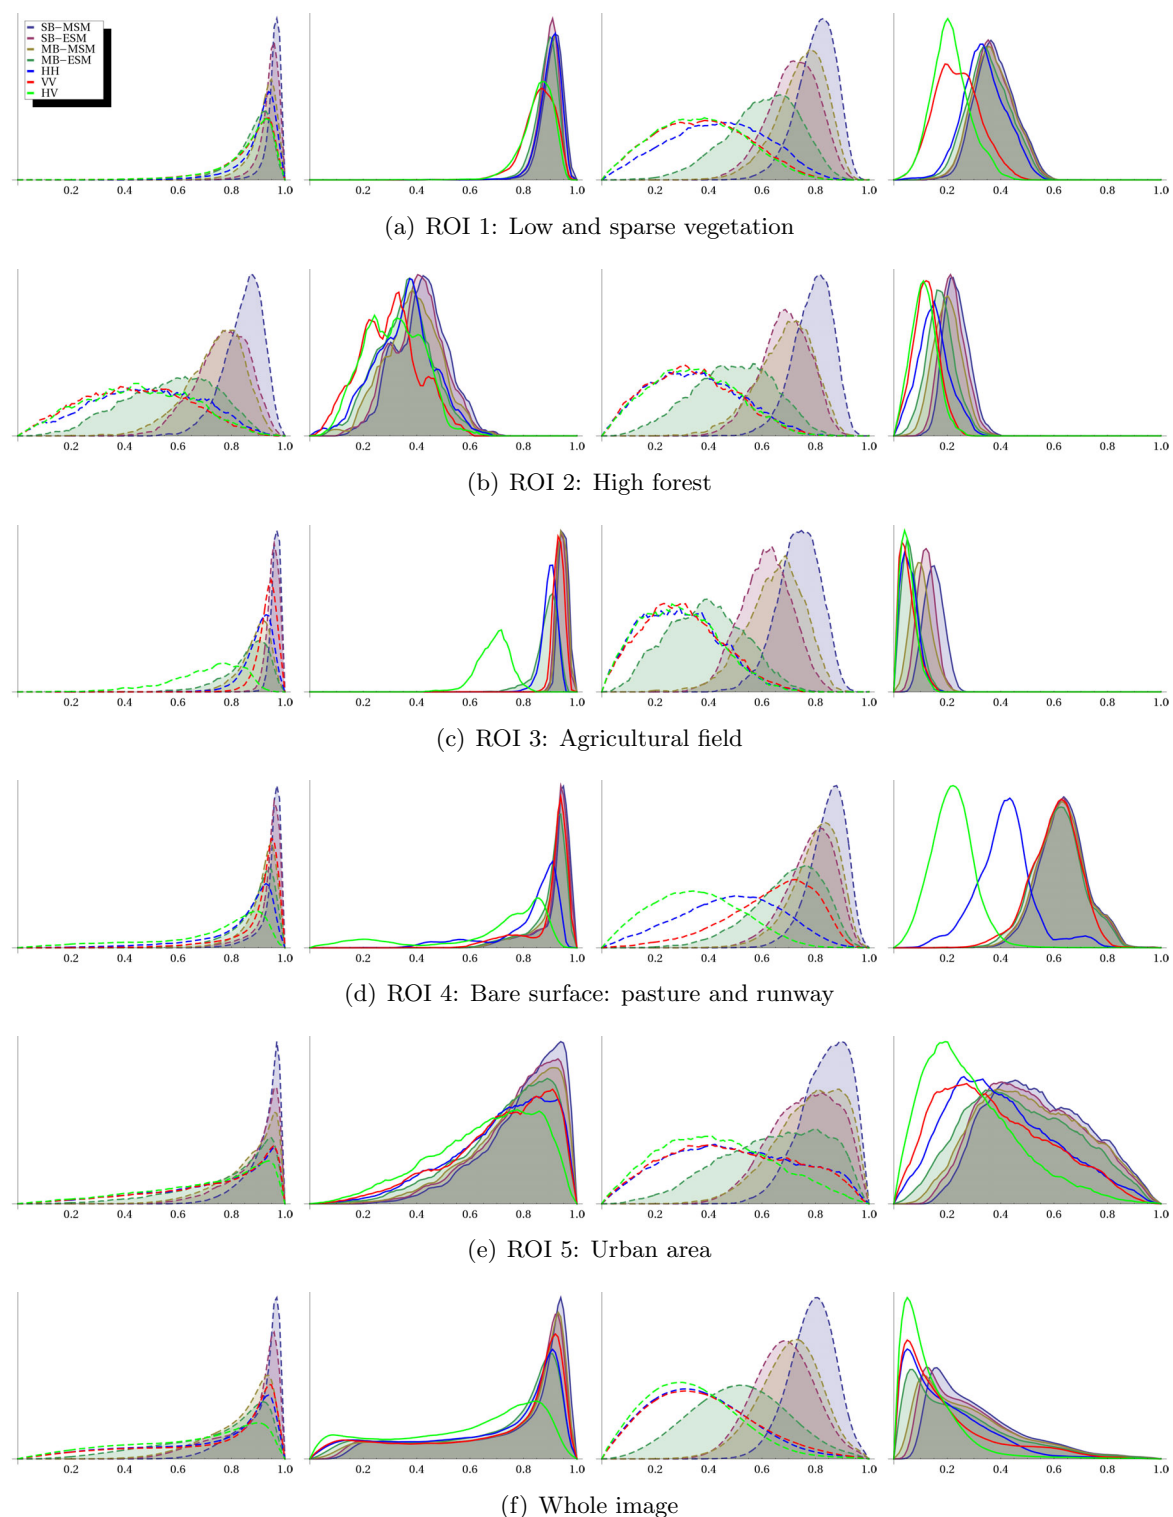 SB−MSM
SB−ESM
MB−MSM
MB−ESM
HH
VV
HV
0.2 0.4 0.6 0.8 1.0 0.2 0.4 0.6 0.8 1.0 0.2 0.4 0.6 0.8 1.0 0.2 0.4 0.6 0.8 1.0
(a) ROI 1: Low and sparse vegetation
0.2 0.4 0.6 0.8 1.0 0.2 0.4 0.6 0.8 1.0 0.2 0.4 0.6 0.8 1.0 0.2 0.4 0.6 0.8 1.0
(b) ROI 2: High forest
0.2 0.4 0.6 0.8 1.0 0.2 0.4 0.6 0.8 1.0 0.2 0.4 0.6 0.8 1.0 0.2 0.4 0.6 0.8 1.0
(c) ROI 3: Agricultural field
0.2 0.4 0.6 0.8 1.0 0.2 0.4 0.6 0.8 1.0 0.2 0.4 0.6 0.8 1.0 0.2 0.4 0.6 0.8 1.0
(d) ROI 4: Bare surface: pasture and runway
0.2 0.4 0.6 0.8 1.0 0.2 0.4 0.6 0.8 1.0 0.2 0.4 0.6 0.8 1.0 0.2 0.4 0.6 0.8 1.0
(e) ROI 5: Urban area
0.2 0.4 0.6 0.8 1.0 0.2 0.4 0.6 0.8 1.0 0.2 0.4 0.6 0.8 1.0 0.2 0.4 0.6 0.8 1.0
(f) Whole image